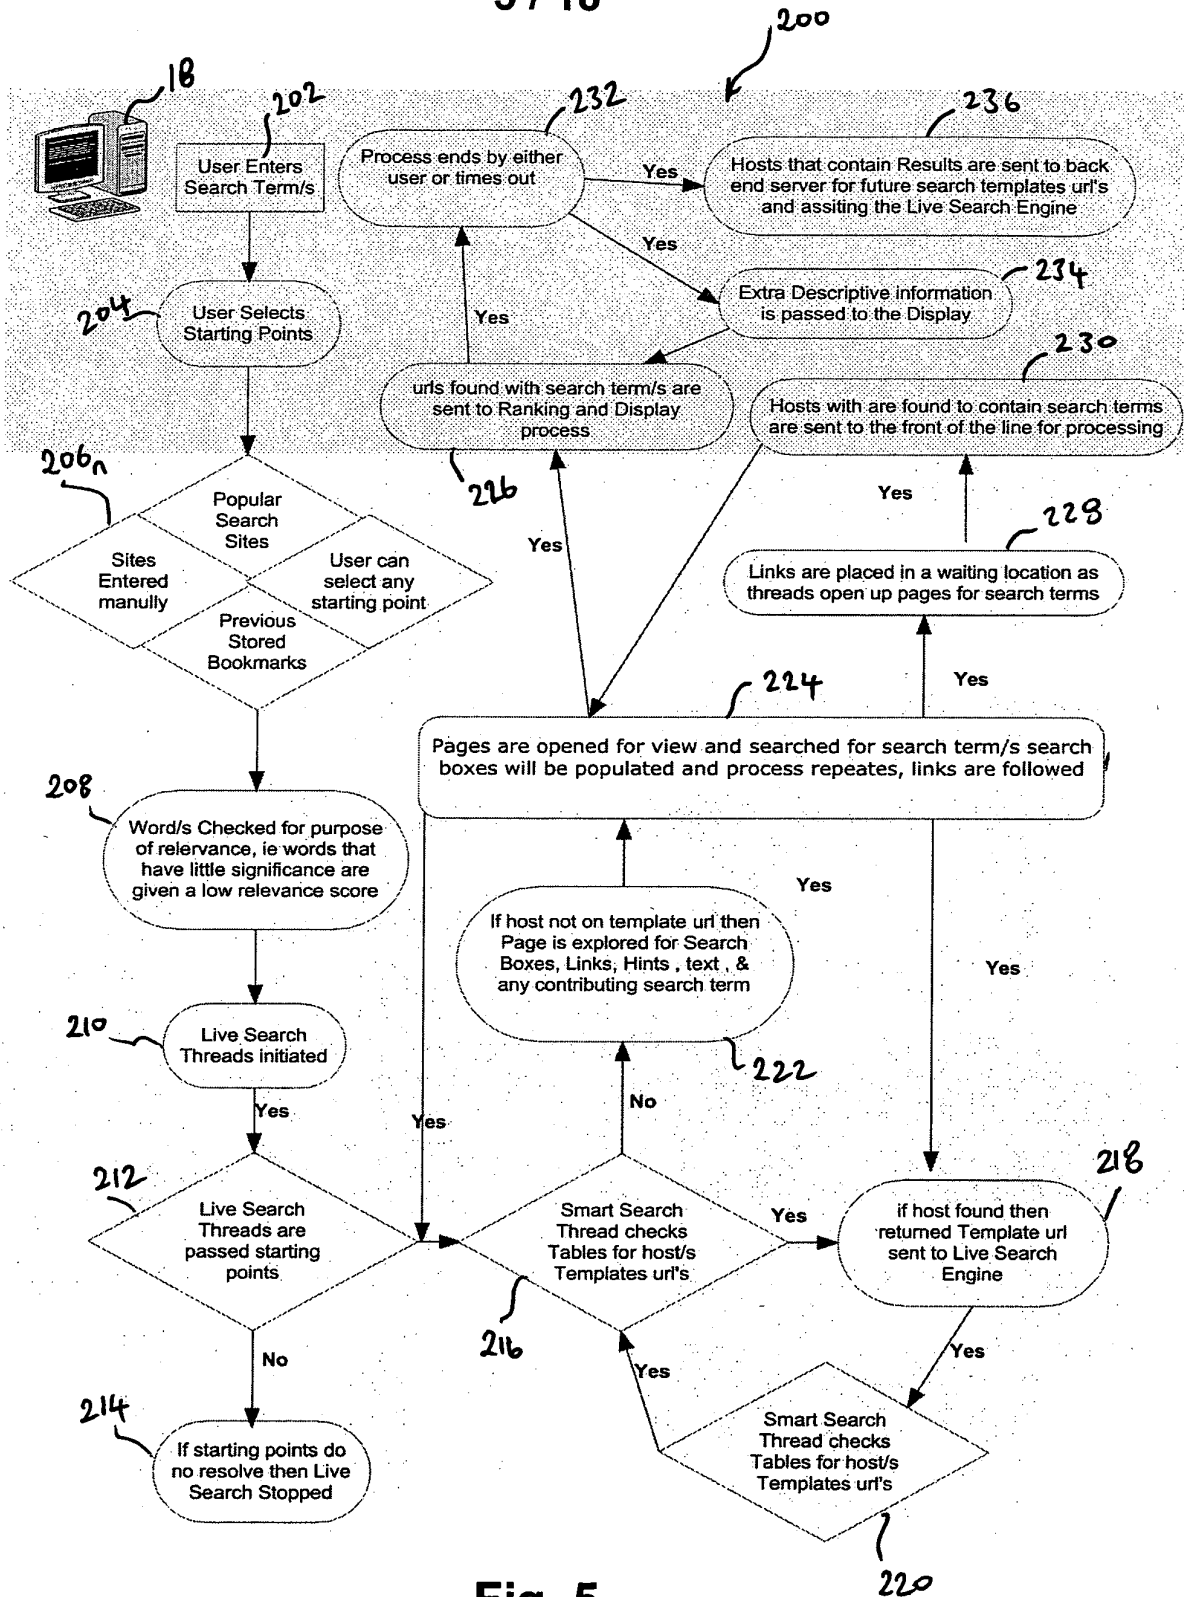 200
18
202
User Enters
Search Term/s
232
Process ends by either
user or times out
236
Hosts that contain Results are sent to back
end server for future search templates url's
and assiting the Live Search Engine
Yes
Yes
204
User Selects
Starting Points
Yes
234
Extra Descriptive information
is passed to the Display
230
urls found with search term/s are
sent to Ranking and Display
process
Hosts with are found to contain search terms
are sent to the front of the line for processing
206n
226
Popular
Search
Sites
Sites
Entered
manully
User can
select any
starting point
Previous
Stored
Bookmarks
Yes
Yes
228
Links are placed in a waiting location as
threads open up pages for search terms
Yes
224
Pages are opened for view and searched for search term/s search
boxes will be populated and process repeates, links are followed
208
Word/s Checked for purpose
of relervance, ie words that
have little significance are
given a low relevance score
Yes
If host not on template url then
Page is explored for Search
Boxes, Links, Hints , text , &
any contributing search term
Yes
210
Live Search
Threads initiated
222
Yes
Yes
No
212
Live Search
Threads are
passed starting
points
Smart Search
Thread checks
Tables for host/s
Templates url's
Yes
218
if host found then
returned Template url
sent to Live Search
Engine
216
No
Yes
Yes
214
If starting points do
no resolve then Live
Search Stopped
Smart Search
Thread checks
Tables for host/s
Templates url's
220